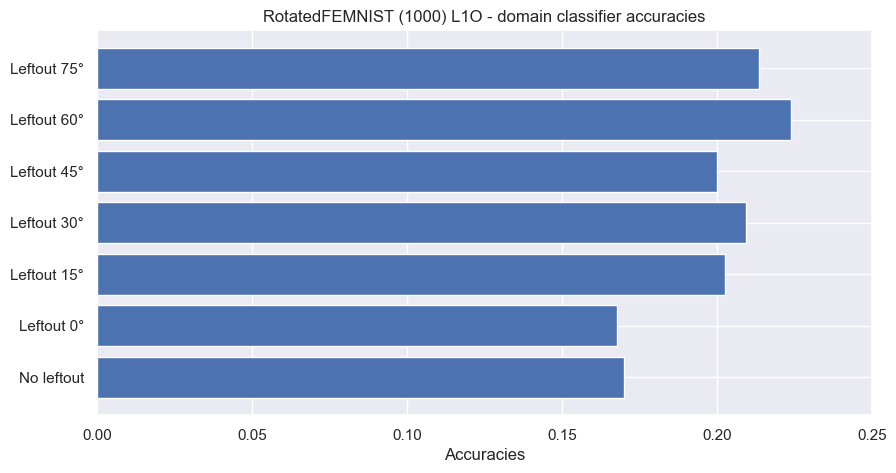 RotatedFEMNIST (1000) L1O - domain classifier accuracies
Leftout 75°
Leftout 60°
Leftout 45°
Leftout 30°
Leftout 15°
Leftout 0°
No leftout
0.00 0.05 0.10 0.15 0.20 0.25
Accuracies